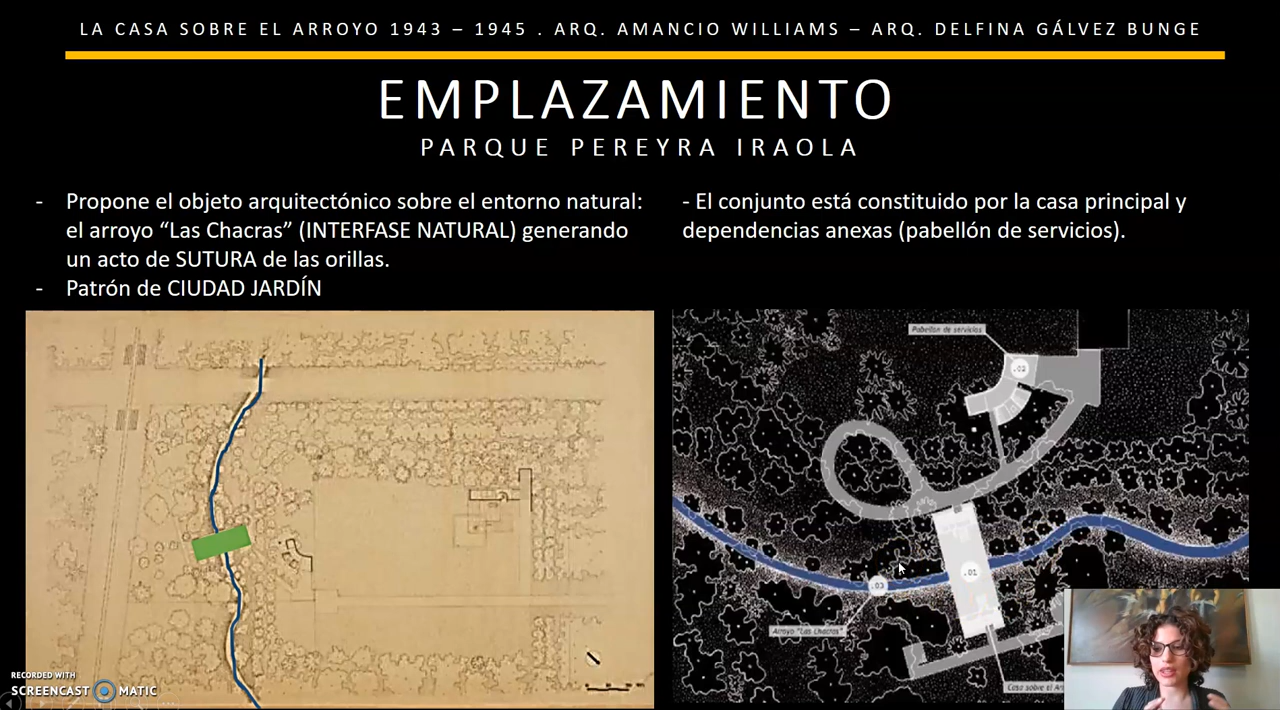 LA CASA SOBRE EL ARROYO 1943 – 1945 . ARQ. AMANCIO WILLIAMS – ARQ. DELFINA GÁLVEZ BUNGE
EMPLAZAMIENTO
PARQUE PEREYRA IRAOLA
- Propone el objeto arquitectónico sobre el entorno natural:
el arroyo “Las Chacras” (INTERFASE NATURAL) generando
un acto de SUTURA de las orillas.
- Patrón de CIUDAD JARDÍN
- El conjunto está constituido por la casa principal y
dependencias anexas (pabellón de servicios).
Pabellon de servicios
.02
.01
.03
Arroyo "Las Chacras"
Casa sobre el
RECORDED WITH
SCREENCAST MATIC